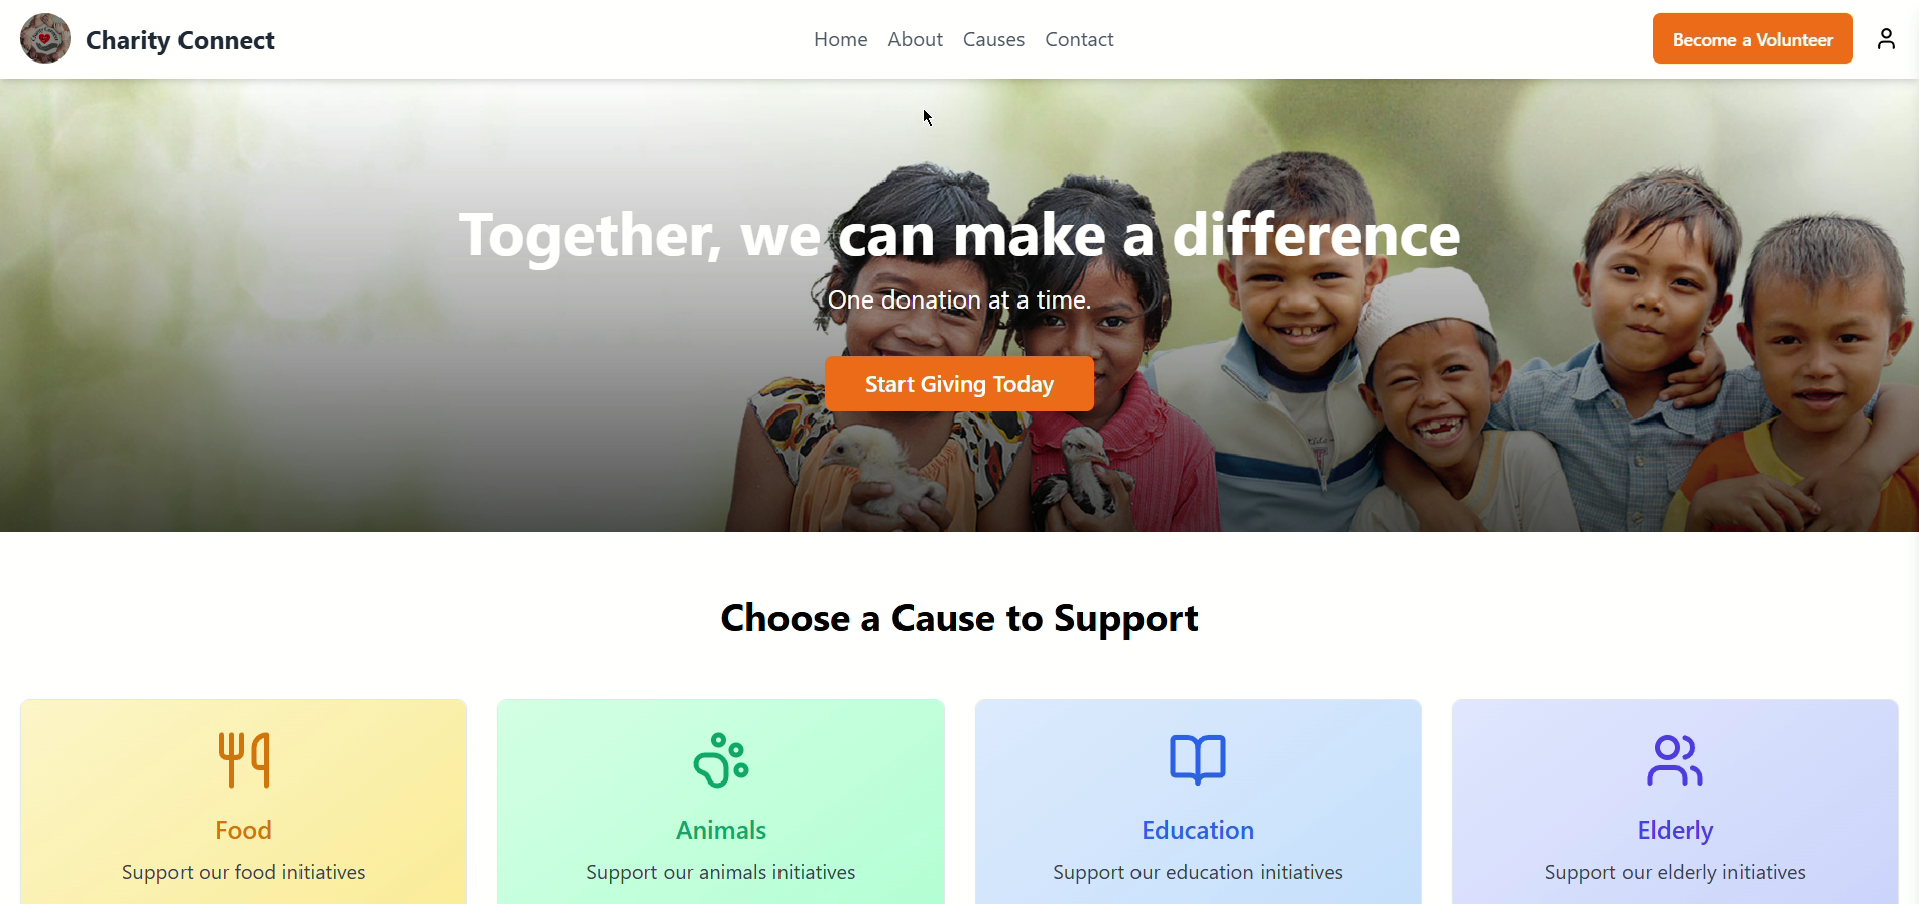 Charity Connect
Home About Causes Contact
Become a Volunteer
Together, we can make a difference
One donation at a time.
Start Giving Today
Choose a Cause to Support
Food
Support our food initiatives
Animals
Support our animals initiatives
Education
Support our education initiatives
Elderly
Support our elderly initiatives